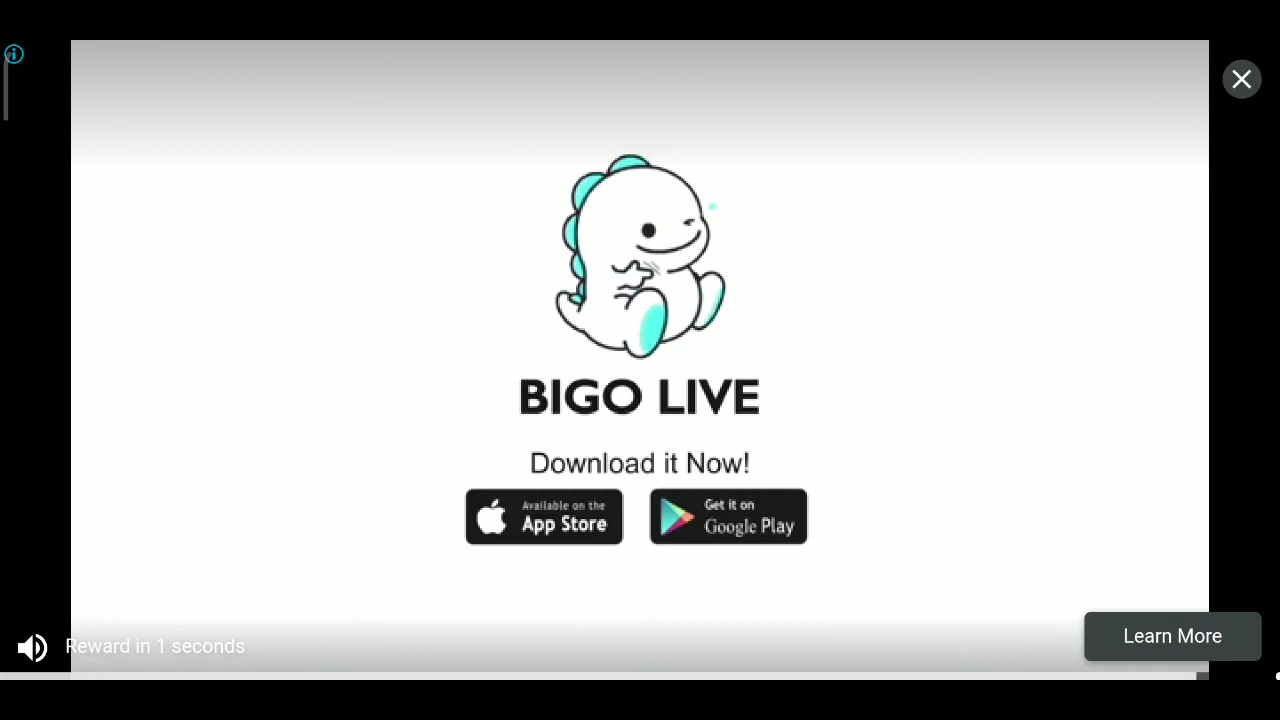 BIGO LIVE
Download it Now!
Available on the
App Store
Get it on
Google Play
Reward in 1 seconds
Learn More